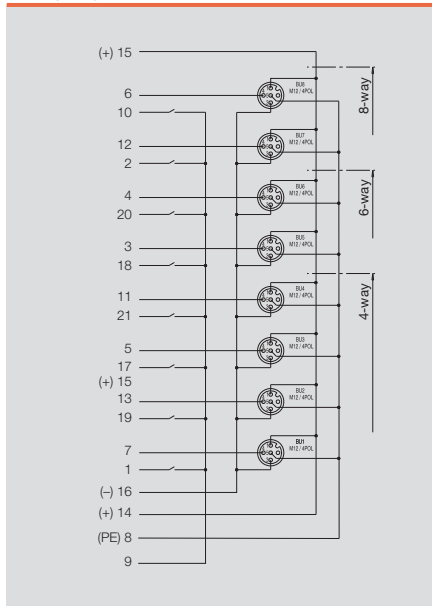 (+) 15
BU8
M12 / 4POL
6
10
8-way
BU7
M12 / 4POL
12
2
BU6
M12 / 4POL
4
20
6-way
BU5
M12 / 4POL
3
18
BU4
M12 / 4POL
11
21
4-way
BU3
M12 / 4POL
5
17
(+) 15
BU2
M12 / 4POL
13
19
BU1
M12 / 4POL
7
1
(–) 16
(+) 14
(PE) 8
9